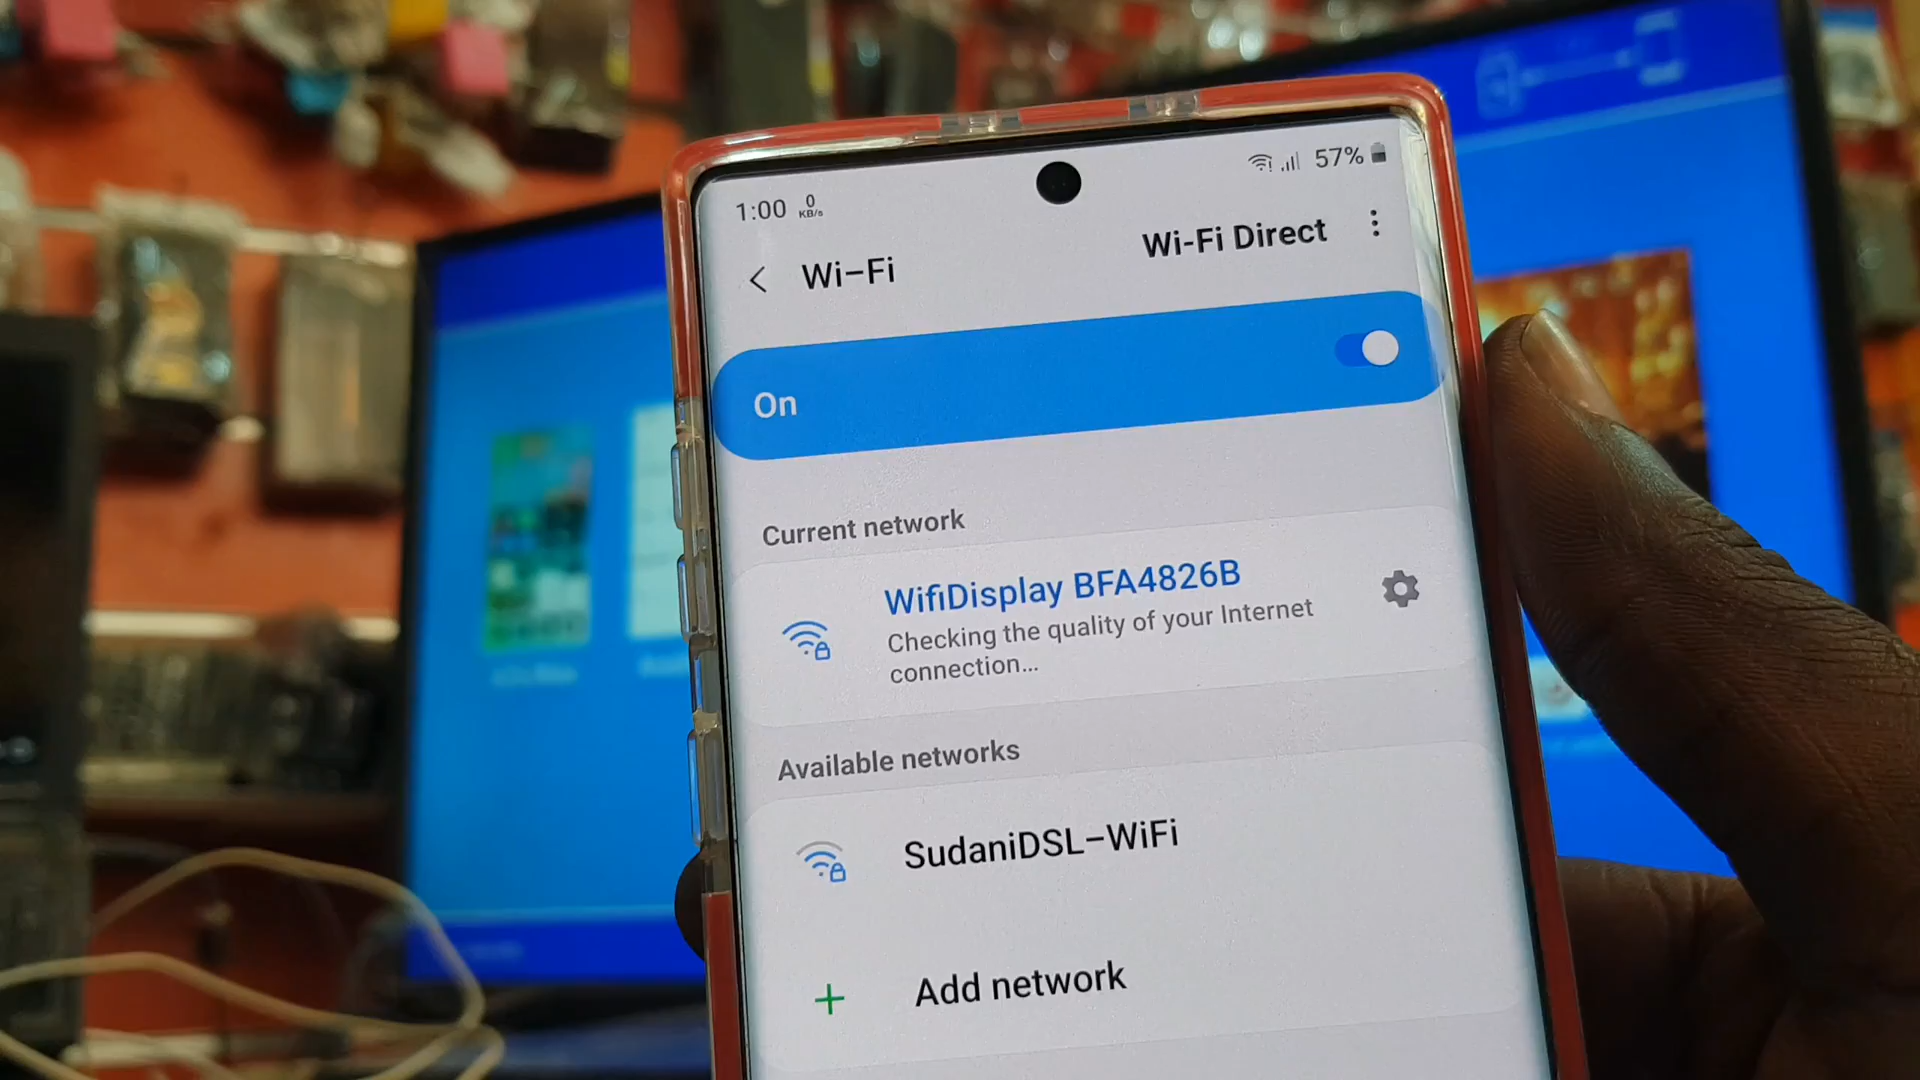 1:00 0 KB/s 57%
Wi-Fi Wi-Fi Direct
On
Current network
WifiDisplay BFA4826B
Checking the quality of your Internet
connection...
Available networks
SudaniDSL-WiFi
Add network